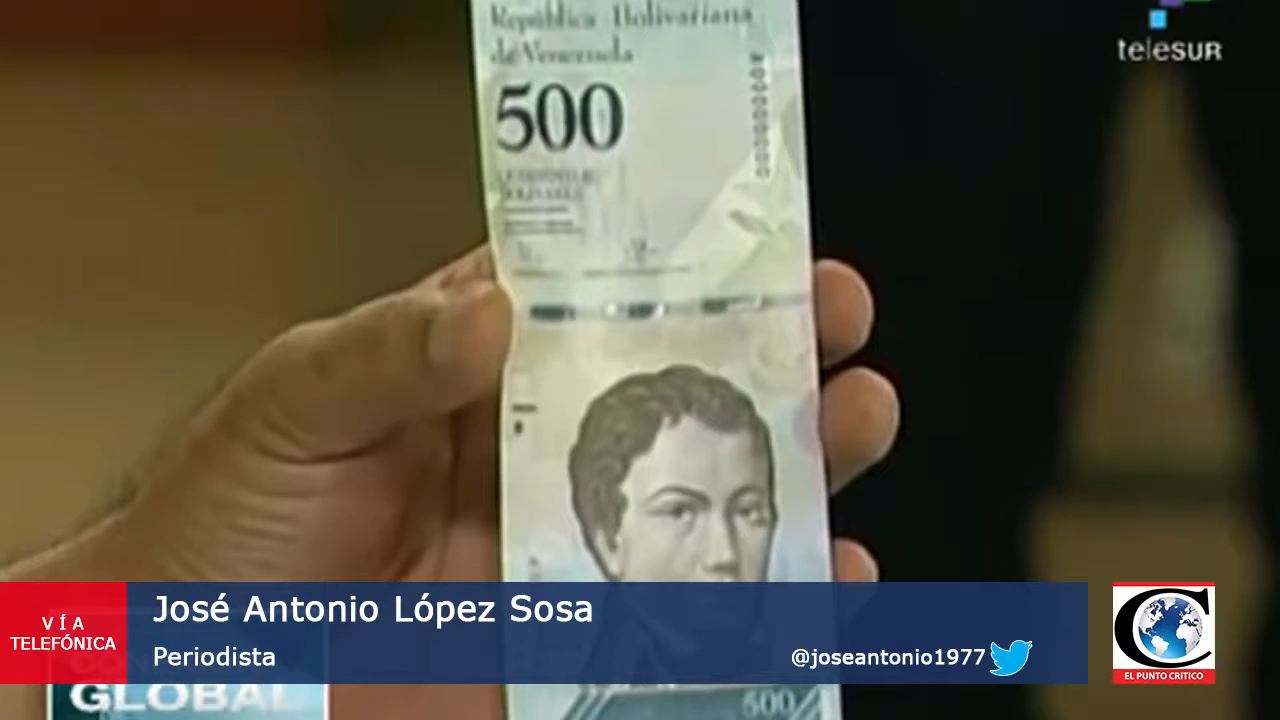 República Bolivariana
de Venezuela
500
00000000
telesUR
VÍA
TELEFÓNICA
José Antonio López Sosa
Periodista
@joseantonio1977
C
EL PUNTO CRITICO
GLOBAL
500